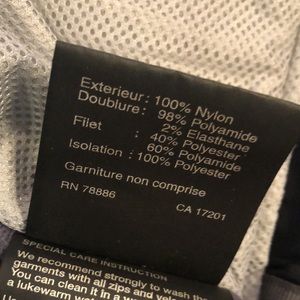 Exterieur: 100% Nylon
Doublure: 98% Polyamide
2% Elasthane
Filet : 40% Polyamide
60% Polyester
Isolation : 100% Polyester
Garniture non comprise
RN 78886 CA 17201
SPECIAL CARE INSTRUCTION
We recommend strongly to wash the
garments with all zips and
You can clean it in a
a lukewarm